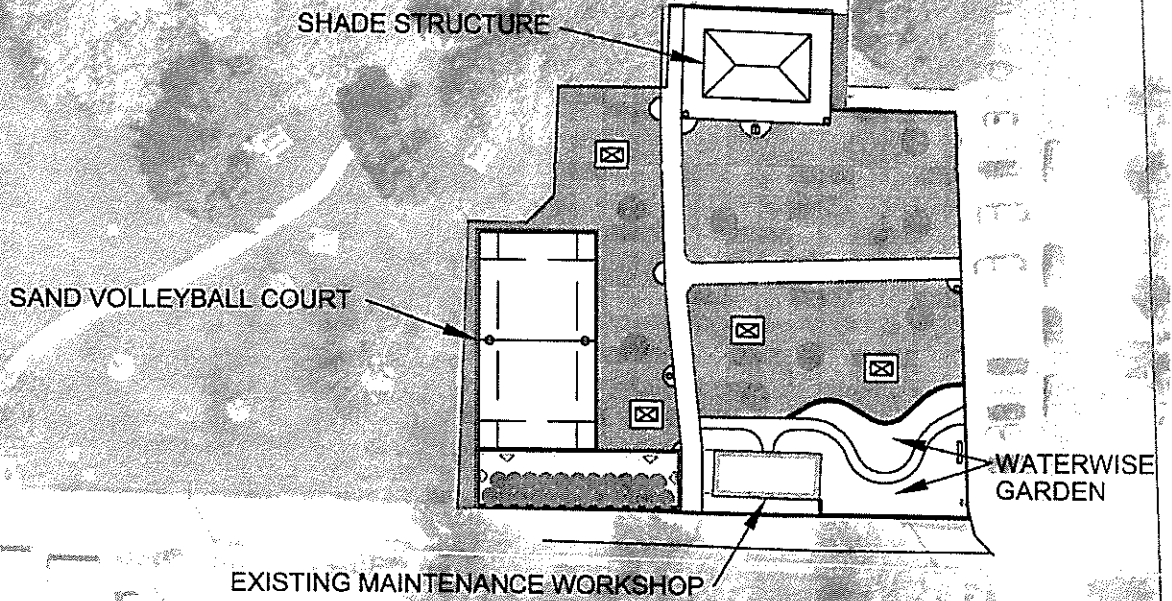 SHADE STRUCTURE
SAND VOLLEYBALL COURT
WATERWISE
GARDEN
EXISTING MAINTENANCE WORKSHOP